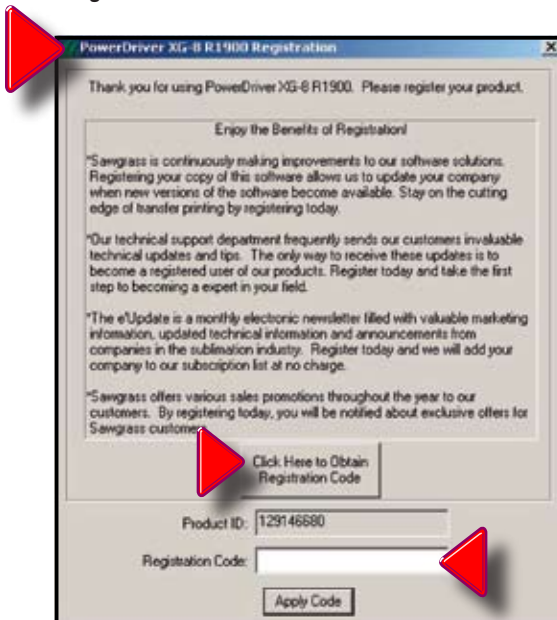 PowerDriver XG-8 R1900 Registration
Thank you for using PowerDriver XG-8 R1900. Please register your product.
Enjoy the Benefits of Registration!
*Sawgrass is continuously making improvements to our software solutions.
Registering your copy of this software allows us to update your company
when new versions of the software become available. Stay on the cutting
edge of transfer printing by registering today.
*Our technical support department frequently sends our customers invaluable
technical updates and tips. The only way to receive these updates is to
become a registered user of our products. Register today and take the first
step to becoming a expert in your field.
*The e'Update is a monthly electronic newsletter filled with valuable marketing
information, updated technical information and announcements from
companies in the sublimation industry. Register today and we will add your
company to our subscription list at no charge.
*Sawgrass offers various sales promotions throughout the year to our
customers. By registering today, you will be notified about exclusive offers for
Sawgrass customers
Click Here to Obtain
Registration Code
Product ID: 129146680
Registration Code:
Apply Code